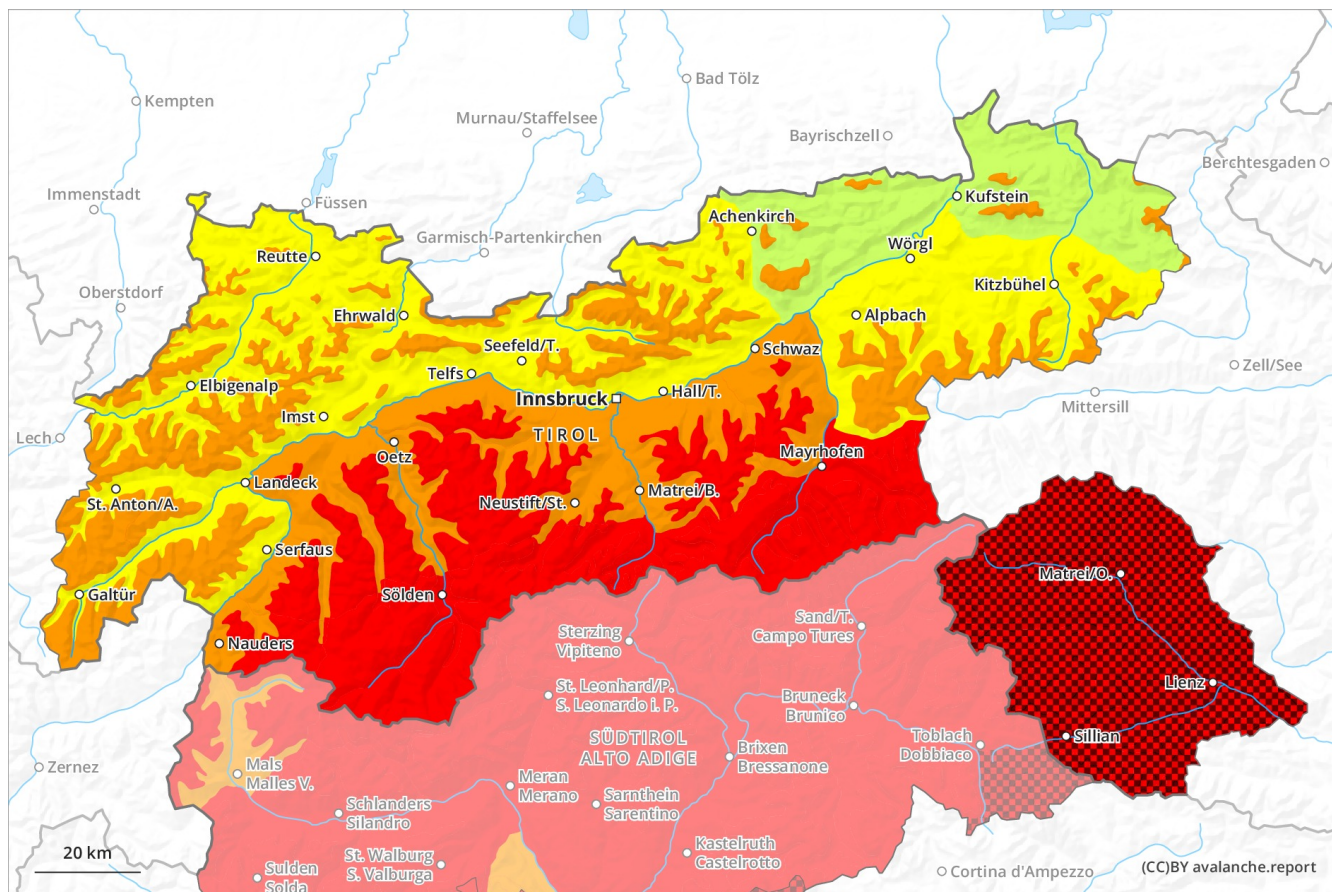 Bad Tölz
Kempten
Murnau/Staffelsee
Bayrischzell
Berchtesgaden
Immenstadt
Kufstein
Füssen
Achenkirch
Garmisch-Partenkirchen
Wörgl
Reutte
Kitzbühel
Oberstdorf
Ehrwald
Alpbach
Seefeld/T.
Schwaz
Zell/See
Telfs
Elbigenalp
Hall/T.
Innsbruck
Mittersill
Imst
Lech
TIROL
Oetz
Mayrhofen
Landeck
St. Anton/A.
Neustift/St.
Matrei/B.
Serfaus
Matrei/O.
Galtür
Sölden
Sand/T.
Campo Tures
Sterzing
Vipiteno
Nauders
Lienz
St. Leonhard/P.
S. Leonardo i. P.
Bruneck
Brunico
SÜDTIROL
ALTO ADIGE
Toblach
Dobbiaco
Sillian
Brixen
Bressanone
Zernez
Mals
Malles V.
Meran
Merano
Sarnthein
Sarentino
Schlanders
Silandro
20 km
St. Walburg
S. Valburga
Kastelruth
Castelrotto
Sulden
Solda
Cortina d'Ampezzo
(CC)BY avalanche.report